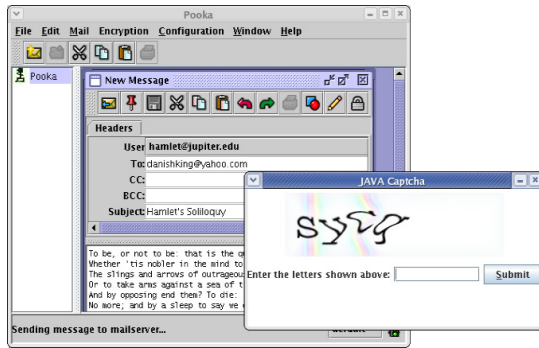 Pooka
File Edit Mail Encryption Configuration Window Help
Pooka
New Message
Headers
User hamlet@jupiter.edu
To: danishking@yahoo.com
CC:
BCC:
Subject: Hamlet's Soliloquy
To be, or not to be: that is the
Whether 'tis nobler in the mind to
The slings and arrows of outrageou
Or to take arms against a sea of t
And by opposing end them? To die:
No more; and by a sleep to say we
Sending message to mailserver...
JAVA Captcha
Enter the letters shown above:
Submit